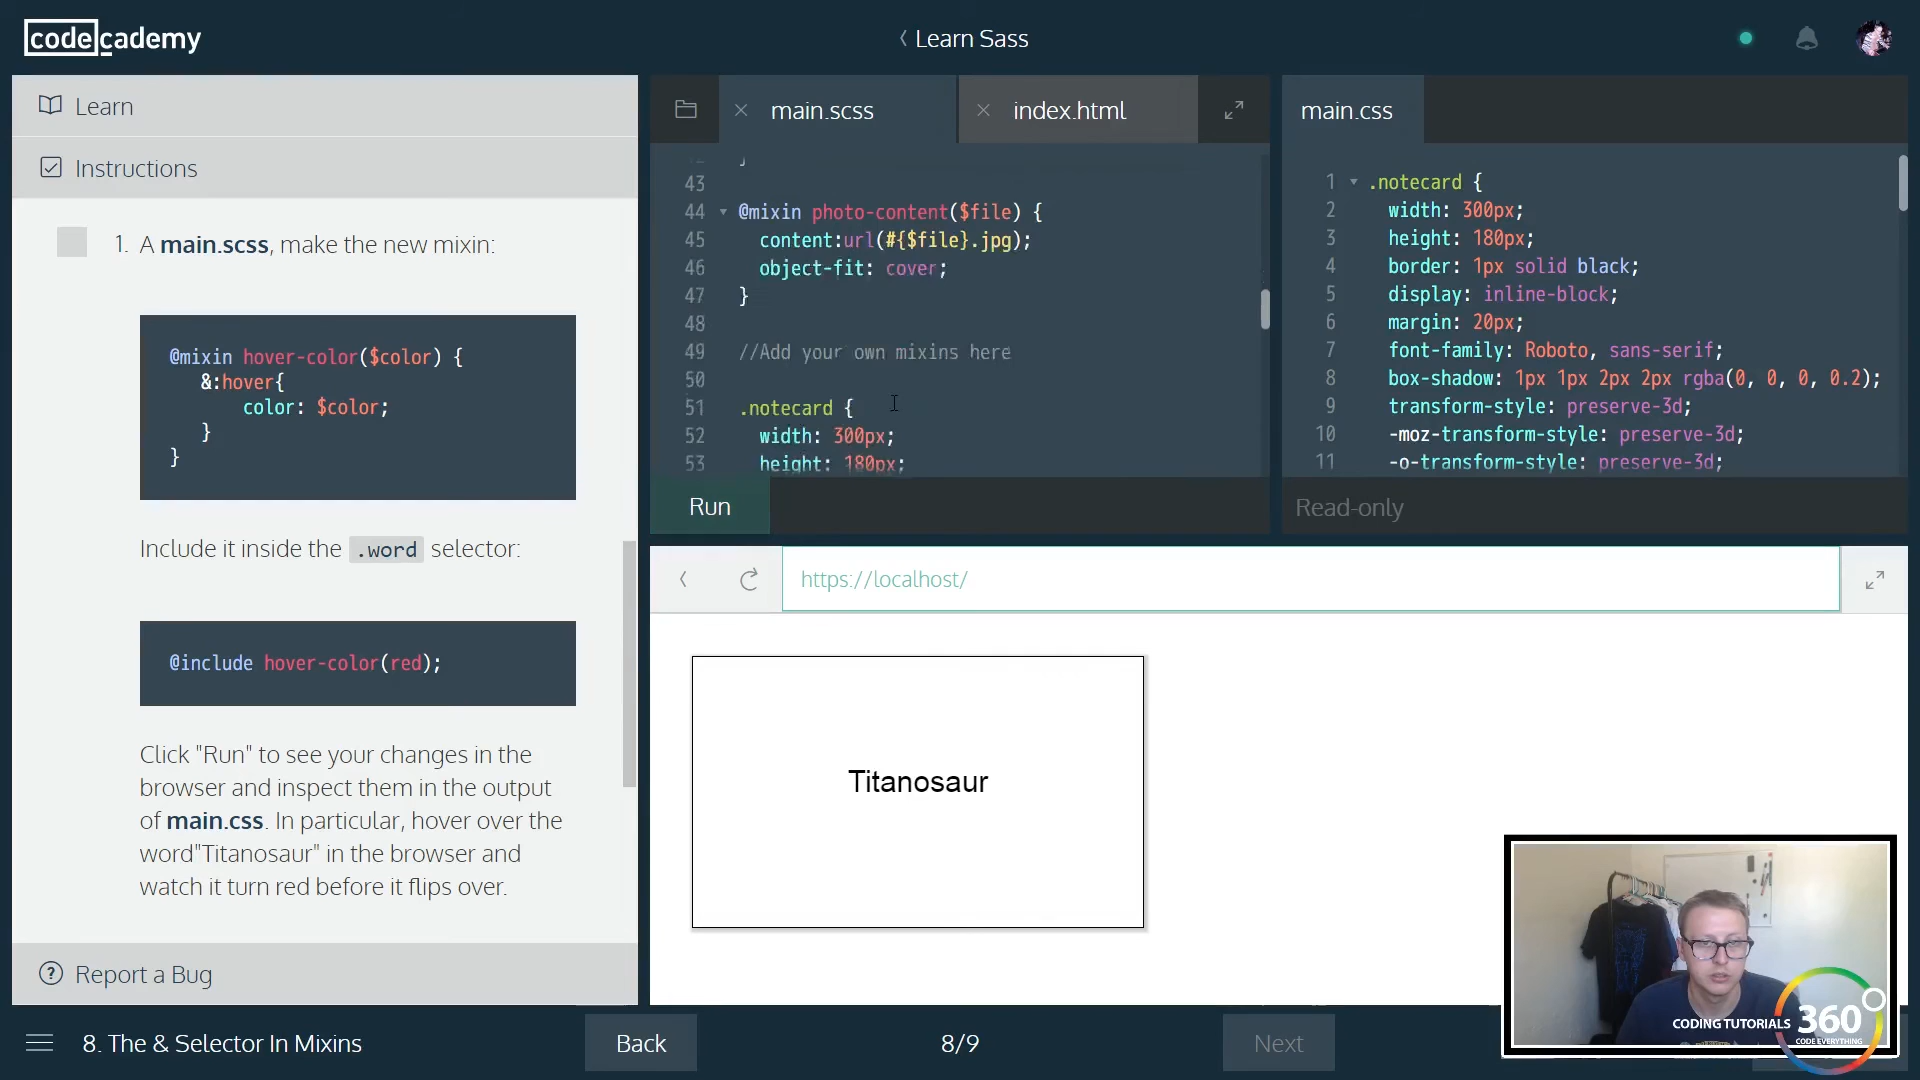 codecademy
Learn Sass
Learn
Instructions
1. A main.scss, make the new mixin:
@mixin hover-color($color) {
&:hover{
color: $color;
}
}
Include it inside the .word selector:
@include hover-color(red);
Click "Run" to see your changes in the
browser and inspect them in the output
of main.css. In particular, hover over the
word"Titanosaur" in the browser and
watch it turn red before it flips over.
Report a Bug
main.scss
index.html
}
43
44 @mixin photo-content($file) {
45 content:url(#{$file}.jpg);
46 object-fit: cover;
47 }
48
49 //Add your own mixins here
50
51 .notecard {
52 width: 300px;
53 height: 180px;
Run
main.css
1 .notecard {
2 width: 300px;
3 height: 180px;
4 border: 1px solid black;
5 display: inline-block;
6 margin: 20px;
7 font-family: Roboto, sans-serif;
8 box-shadow: 1px 1px 2px 2px rgba(0, 0, 0, 0.2);
9 transform-style: preserve-3d;
10 -moz-transform-style: preserve-3d;
11 -o-transform-style: preserve-3d;
Read-only
https://localhost/
Titanosaur
CODING TUTORIALS 360
CODE EVERYTHING
8. The & Selector In Mixins
Back
8/9
Next